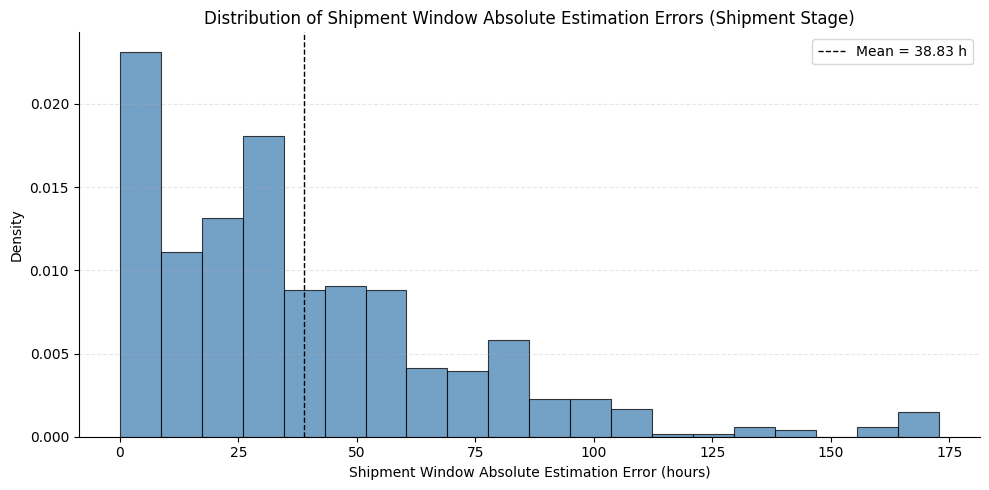 Distribution of Shipment Window Absolute Estimation Errors (Shipment Stage)
Mean = 38.83 h
Density
0.020
0.015
0.010
0.005
0.000
0 25 50 75 100 125 150 175
Shipment Window Absolute Estimation Error (hours)